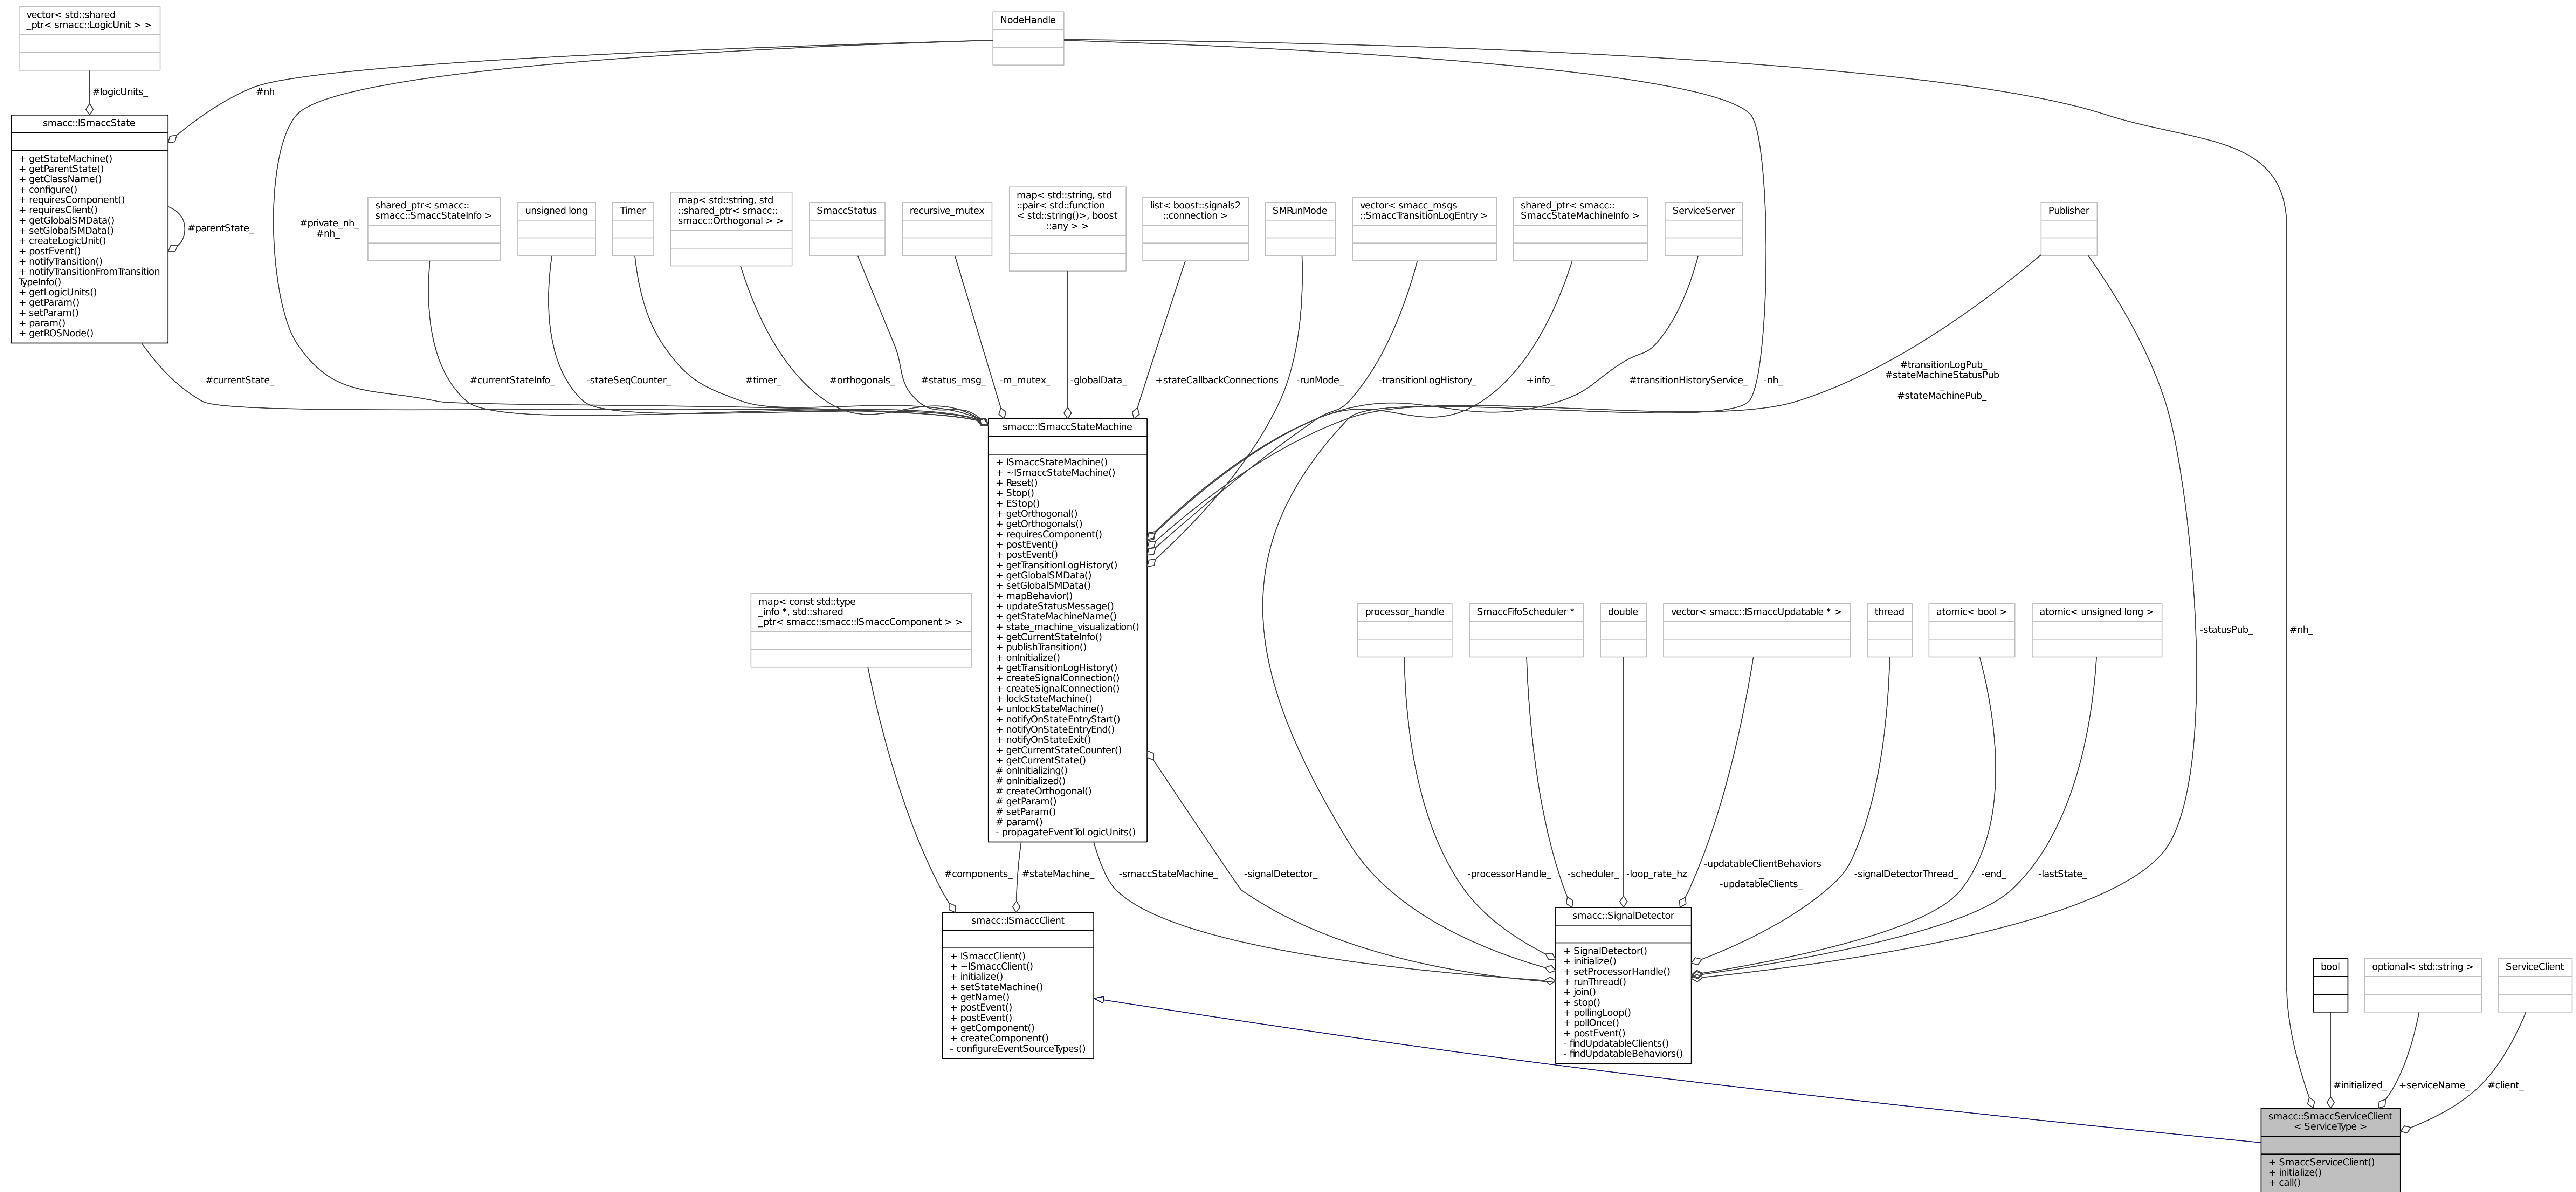 vector< std::shared
_ptr< smacc::LogicUnit > >
NodeHandle
#logicUnits_
#nh
smacc::ISmaccState
+ getStateMachine()
+ getParentState()
+ getClassName()
+ configure()
+ requiresComponent()
+ requiresClient()
+ getGlobalSMData()
+ setGlobalSMData()
+ createLogicUnit()
+ postEvent()
+ notifyTransition()
+ notifyTransitionFromTransition
TypeInfo()
+ getLogicUnits()
+ getParam()
+ setParam()
+ param()
+ getROSNode()
#parentState_
#private_nh_
#nh_
shared_ptr< smacc::
smacc::SmaccStateInfo >
unsigned long
Timer
map< std::string, std
::shared_ptr< smacc::
smacc::Orthogonal > >
SmaccStatus
recursive_mutex
map< std::string, std
::pair< std::function
< std::string()>, boost
::any > >
list< boost::signals2
::connection >
SMRunMode
vector< smacc_msgs
::SmaccTransitionLogEntry >
shared_ptr< smacc::
SmaccStateMachineInfo >
ServiceServer
Publisher
#currentState_
#currentStateInfo_
-stateSeqCounter_
#timer_
#orthogonals_
#status_msg_
-m_mutex_
-globalData_
+stateCallbackConnections
-runMode_
-transitionLogHistory_
+info_
#transitionHistoryService_
-nh_
#transitionLogPub_
#stateMachineStatusPub
_
#stateMachinePub_
smacc::ISmaccStateMachine
+ ISmaccStateMachine()
+ ~ISmaccStateMachine()
+ Reset()
+ Stop()
+ EStop()
+ getOrthogonal()
+ getOrthogonals()
+ requiresComponent()
+ postEvent()
+ postEvent()
+ getTransitionLogHistory()
+ getGlobalSMData()
+ setGlobalSMData()
+ mapBehavior()
+ updateStatusMessage()
+ getStateMachineName()
+ state_machine_visualization()
+ getCurrentStateInfo()
+ publishTransition()
+ onInitialize()
+ getTransitionLogHistory()
+ createSignalConnection()
+ createSignalConnection()
+ lockStateMachine()
+ unlockStateMachine()
+ notifyOnStateEntryStart()
+ notifyOnStateEntryEnd()
+ notifyOnStateExit()
+ getCurrentStateCounter()
+ getCurrentState()
# onInitializing()
# onInitialized()
# createOrthogonal()
# getParam()
# setParam()
# param()
- propagateEventToLogicUnits()
map< const std::type
_info *, std::shared
_ptr< smacc::smacc::ISmaccComponent > >
processor_handle
SmaccFifoScheduler *
double
vector< smacc::ISmaccUpdatable * >
thread
atomic< bool >
atomic< unsigned long >
-statusPub_
#nh_
#components_
#stateMachine_
-smaccStateMachine_
-signalDetector_
-processorHandle_
-scheduler_
-loop_rate_hz
-updatableClientBehaviors
_
-updatableClients_
-signalDetectorThread_
-end_
-lastState_
smacc::ISmaccClient
+ ISmaccClient()
+ ~ISmaccClient()
+ initialize()
+ setStateMachine()
+ getName()
+ postEvent()
+ postEvent()
+ getComponent()
+ createComponent()
- configureEventSourceTypes()
smacc::SignalDetector
+ SignalDetector()
+ initialize()
+ setProcessorHandle()
+ runThread()
+ join()
+ stop()
+ pollingLoop()
+ pollOnce()
+ postEvent()
- findUpdatableClients()
- findUpdatableBehaviors()
bool
optional< std::string >
ServiceClient
#initialized_
+serviceName_
#client_
smacc::SmaccServiceClient
< ServiceType >
+ SmaccServiceClient()
+ initialize()
+ call()